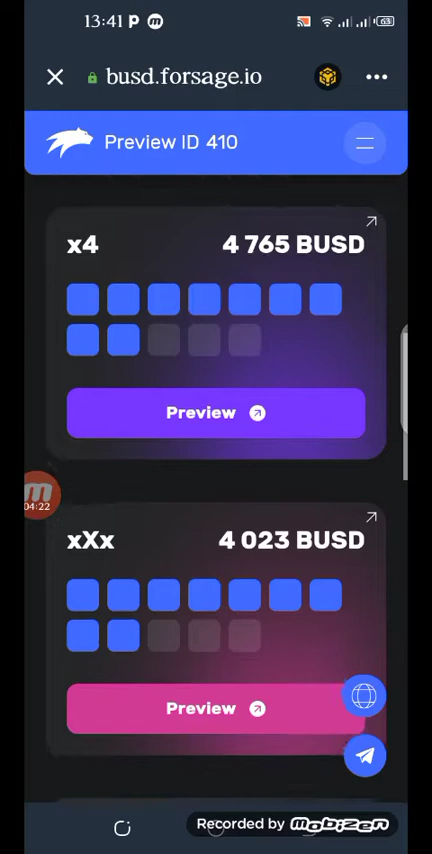 13:41
63
busd.forsage.io
Preview ID 410
x4
4 765 BUSD
Preview
04:22
xXx
4 023 BUSD
Preview
Recorded by mobizen